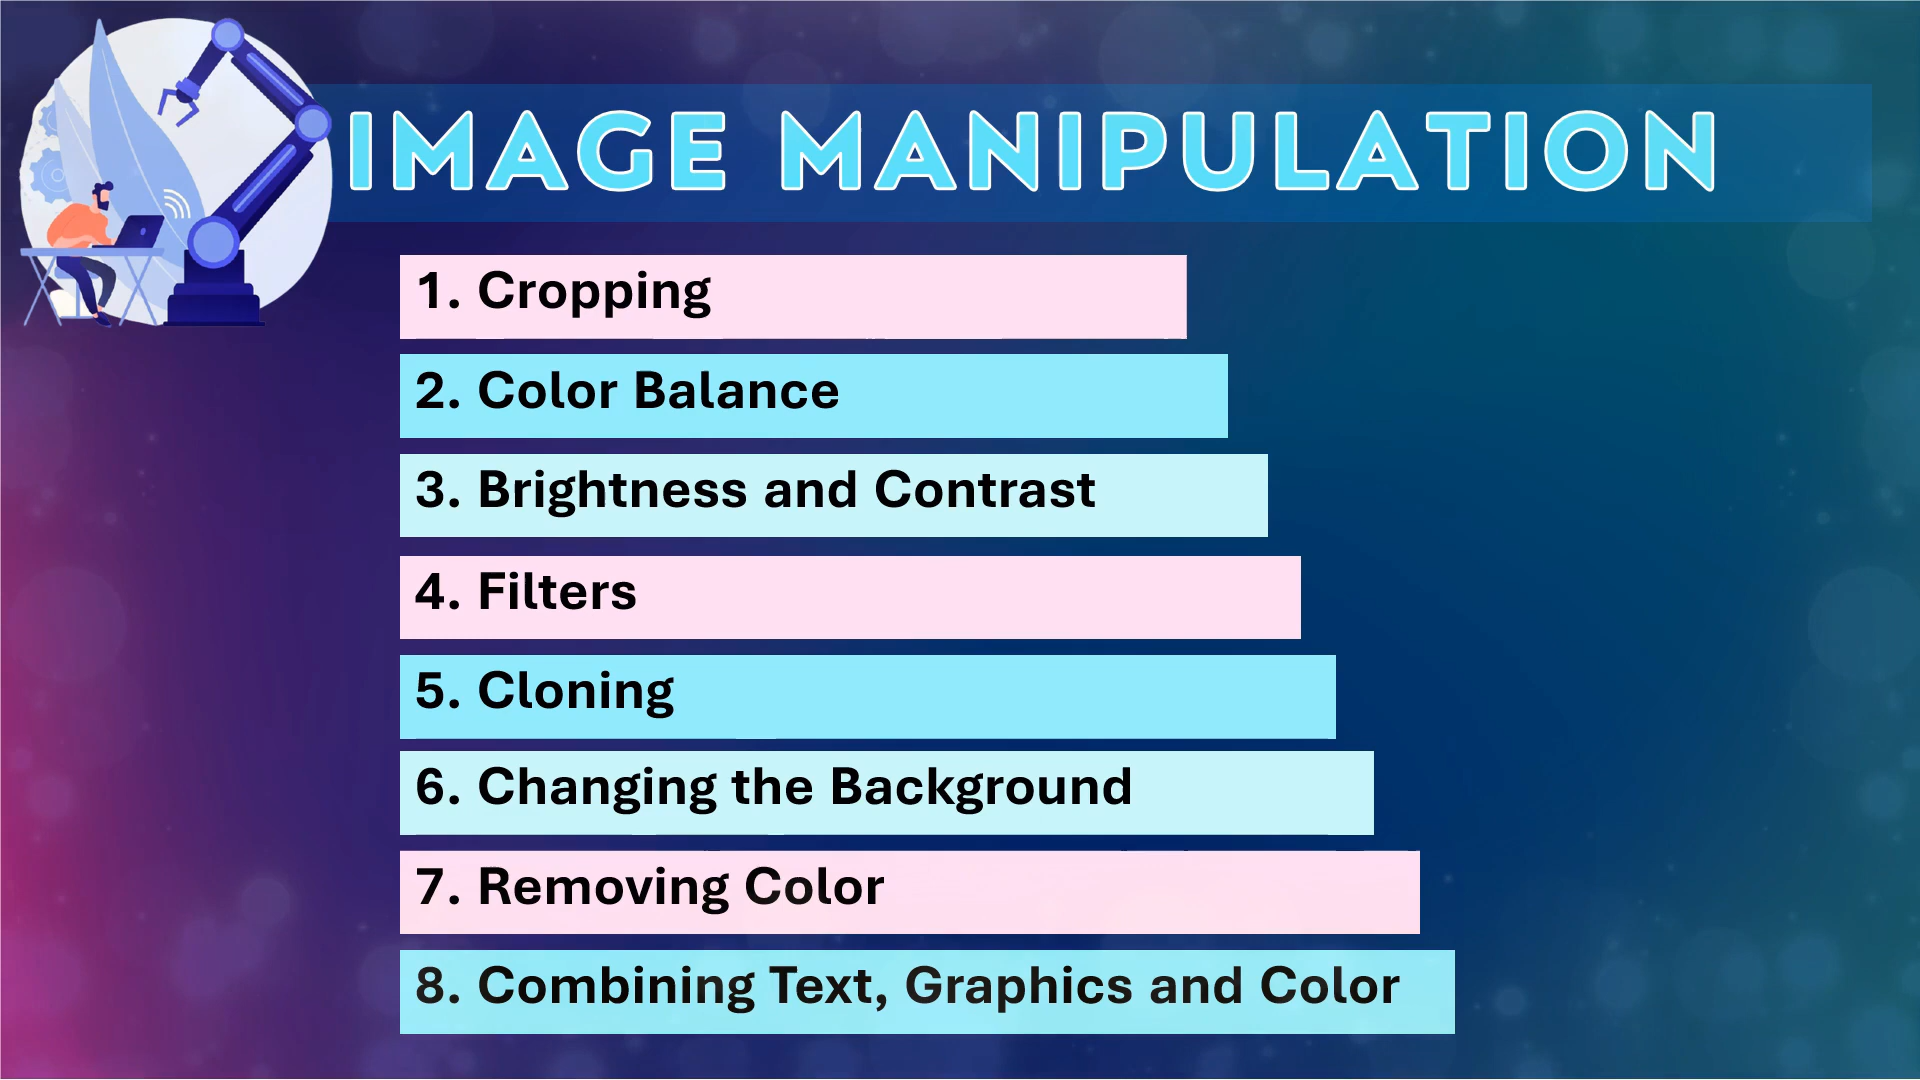 IMAGE MANIPULATION
1. Cropping
2. Color Balance
3. Brightness and Contrast
4. Filters
5. Cloning
6. Changing the Background
7. Removing Color
8. Combining Text, Graphics and Color